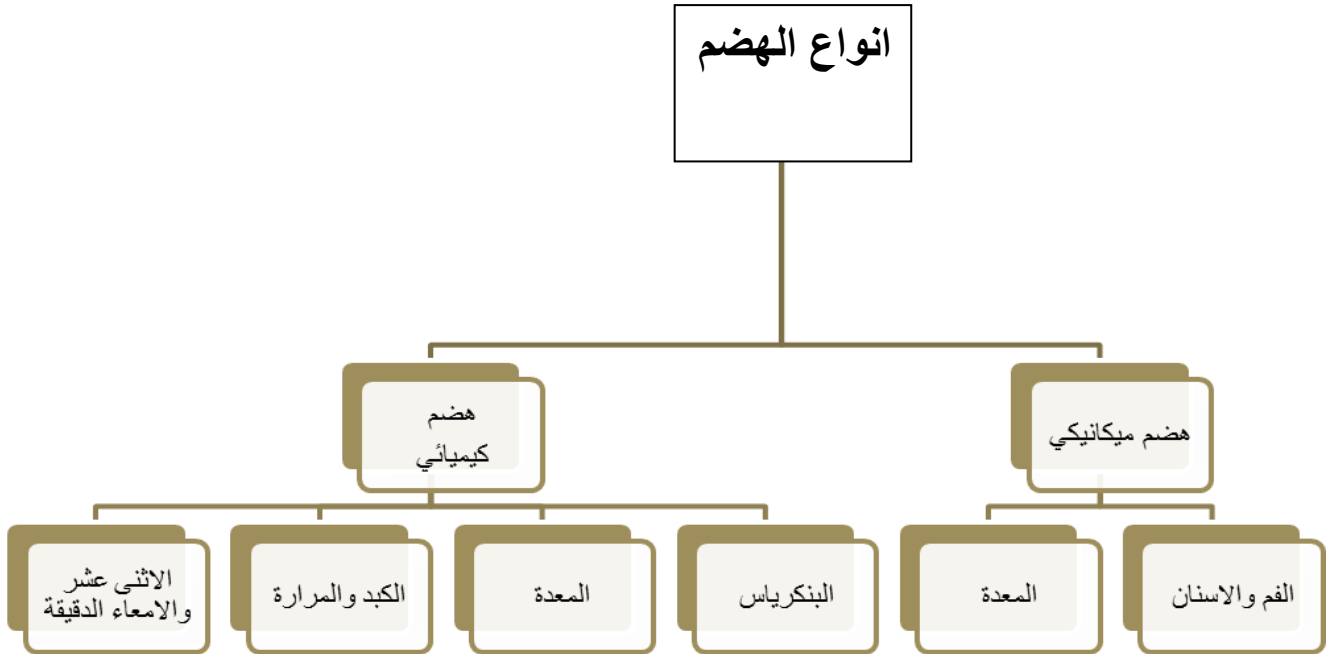 انواع الهضم
هضم ميكانيكي
هضم
كيميائي
الفم والاسنان
المعدة
البنكرياس
المعدة
الكبد والمرارة
الاثنى عشر
والامعاء الدقيقة